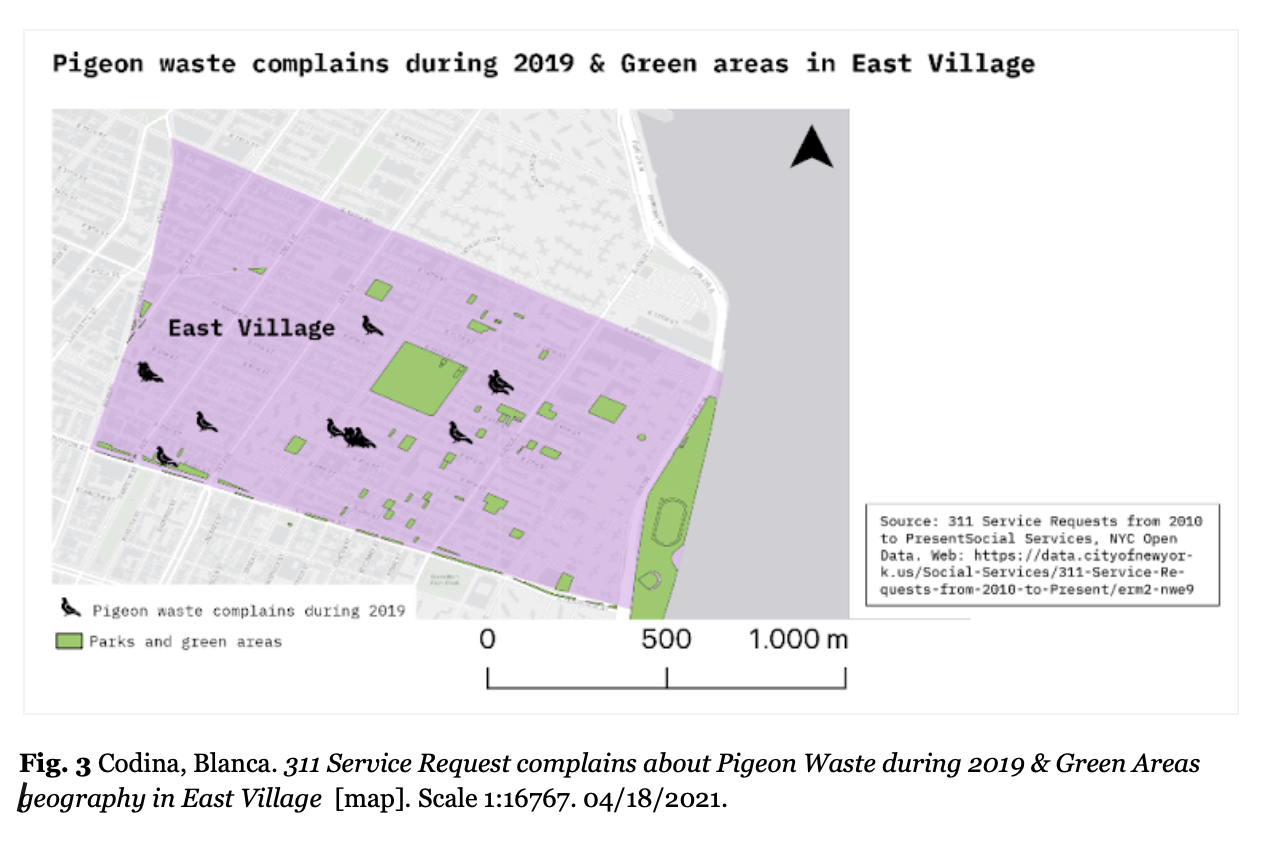 Pigeon waste complains during 2019 & Green areas in East Village
East Village
Source: 311 Service Requests from 2010
to PresentSocial Services, NYC Open
Data. Web: https://data.cityofnewyor-
k.us/Social-Services/311-Service-Re-
quests-from-2010-to-Present/erm2-nwe9
Pigeon waste complains during 2019
Parks and green areas
0 500 1.000 m
Fig. 3 Codina, Blanca. 311 Service Request complains about Pigeon Waste during 2019 & Green Areas
geography in East Village [map]. Scale 1:16767. 04/18/2021.